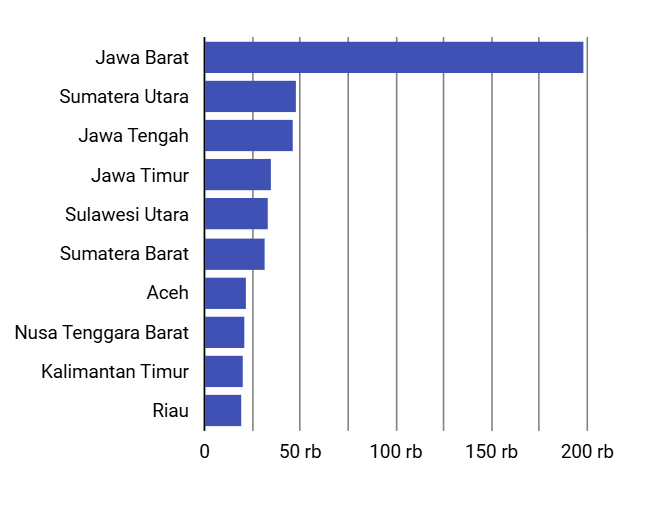 Jawa Barat
Sumatera Utara
Jawa Tengah
Jawa Timur
Sulawesi Utara
Sumatera Barat
Aceh
Nusa Tenggara Barat
Kalimantan Timur
Riau
0 50 rb 100 rb 150 rb 200 rb